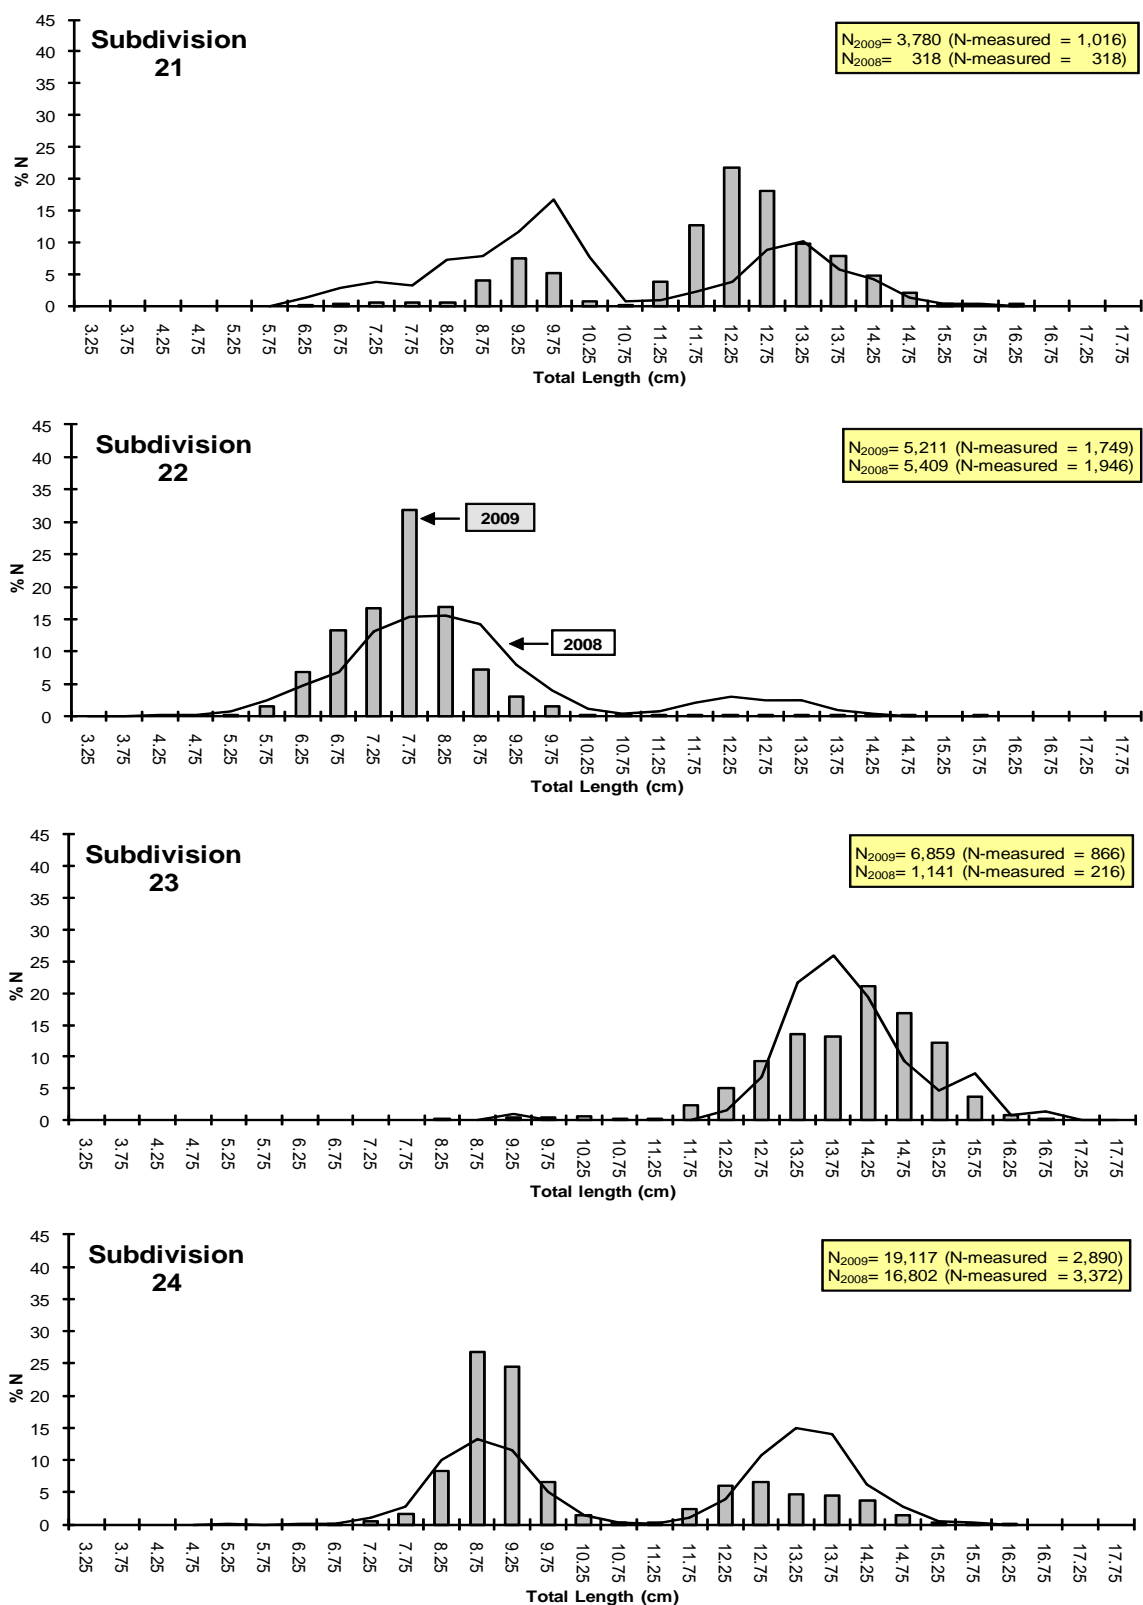 Subdivision
21
N2009= 3,780 (N-measured = 1,016)
N2008= 318 (N-measured = 318)
% N
45
40
35
30
25
20
15
10
5
0
3.25 3.75 4.25 4.75 5.25 5.75 6.25 6.75 7.25 7.75 8.25 8.75 9.25 9.75 10.25 10.75 11.25 11.75 12.25 12.75 13.25 13.75 14.25 14.75 15.25 15.75 16.25 16.75 17.25 17.75
Total Length (cm)
Subdivision
22
N2009= 5,211 (N-measured = 1,749)
N2008= 5,409 (N-measured = 1,946)
2009
2008
% N
45
40
35
30
25
20
15
10
5
0
3.25 3.75 4.25 4.75 5.25 5.75 6.25 6.75 7.25 7.75 8.25 8.75 9.25 9.75 10.25 10.75 11.25 11.75 12.25 12.75 13.25 13.75 14.25 14.75 15.25 15.75 16.25 16.75 17.25 17.75
Total Length (cm)
Subdivision
23
N2009= 6,859 (N-measured = 866)
N2008= 1,141 (N-measured = 216)
% N
45
40
35
30
25
20
15
10
5
0
3.25 3.75 4.25 4.75 5.25 5.75 6.25 6.75 7.25 7.75 8.25 8.75 9.25 9.75 10.25 10.75 11.25 11.75 12.25 12.75 13.25 13.75 14.25 14.75 15.25 15.75 16.25 16.75 17.25 17.75
Total length (cm)
Subdivision
24
N2009= 19,117 (N-measured = 2,890)
N2008= 16,802 (N-measured = 3,372)
% N
45
40
35
30
25
20
15
10
5
0
3.25 3.75 4.25 4.75 5.25 5.75 6.25 6.75 7.25 7.75 8.25 8.75 9.25 9.75 10.25 10.75 11.25 11.75 12.25 12.75 13.25 13.75 14.25 14.75 15.25 15.75 16.25 16.75 17.25 17.75
Total Length (cm)